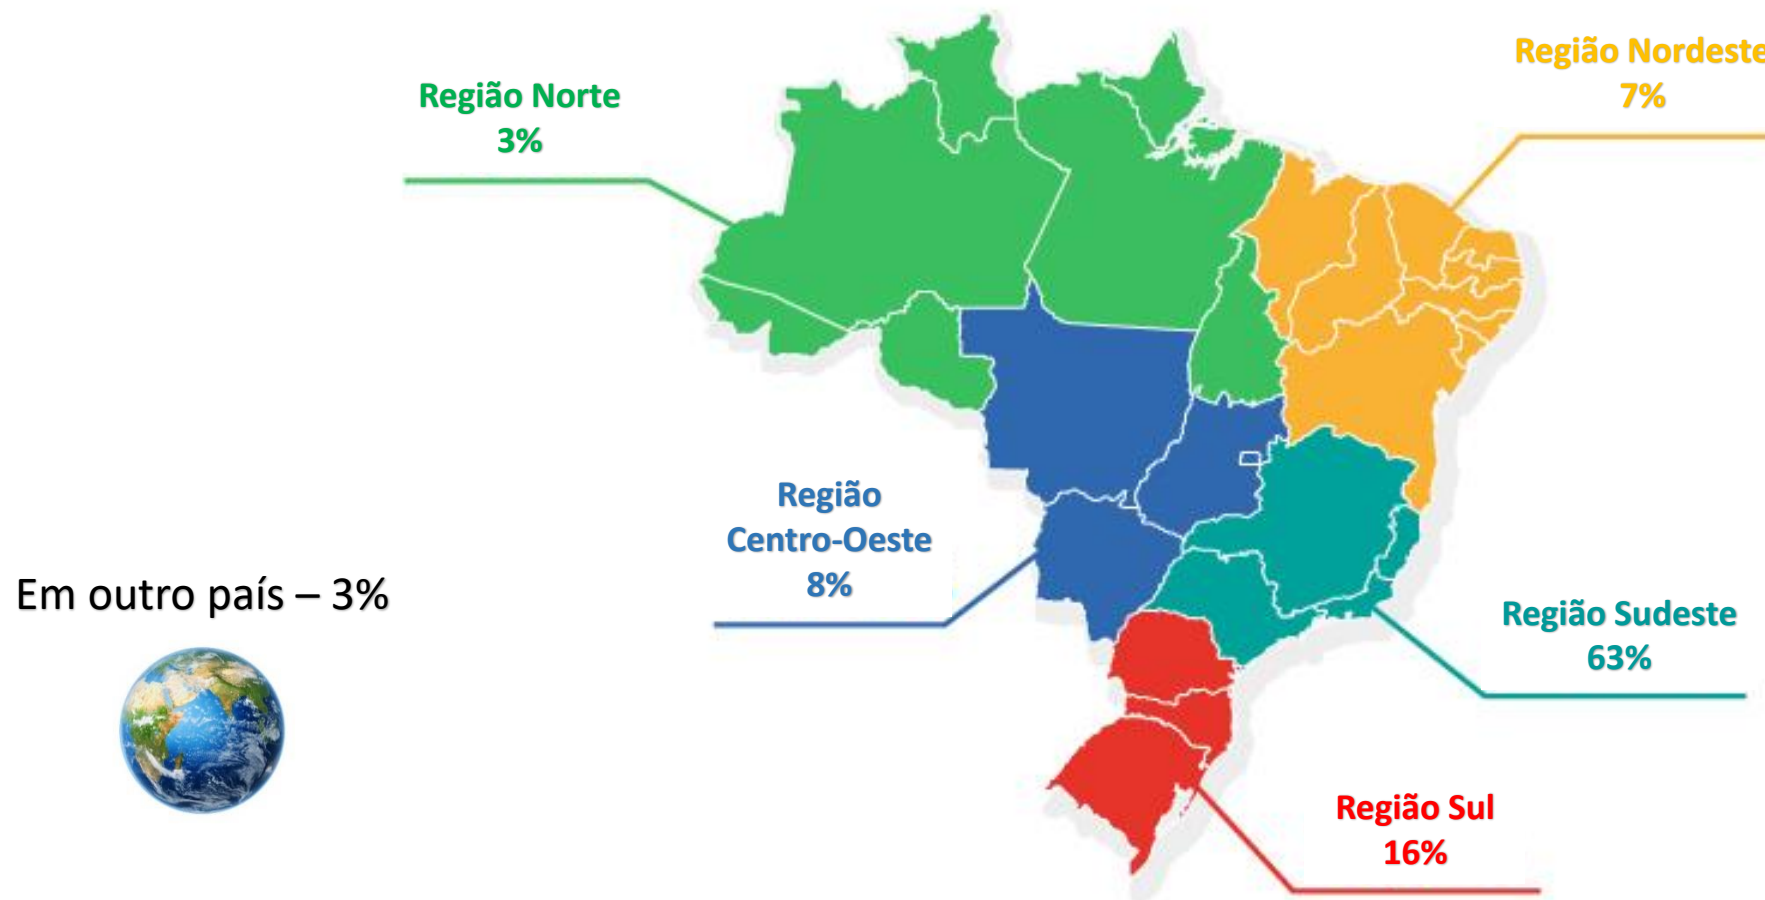 Região Nordeste
7%
Região Norte
3%
Região
Centro-Oeste
8%
Em outro país – 3%
Região Sudeste
63%
Região Sul
16%